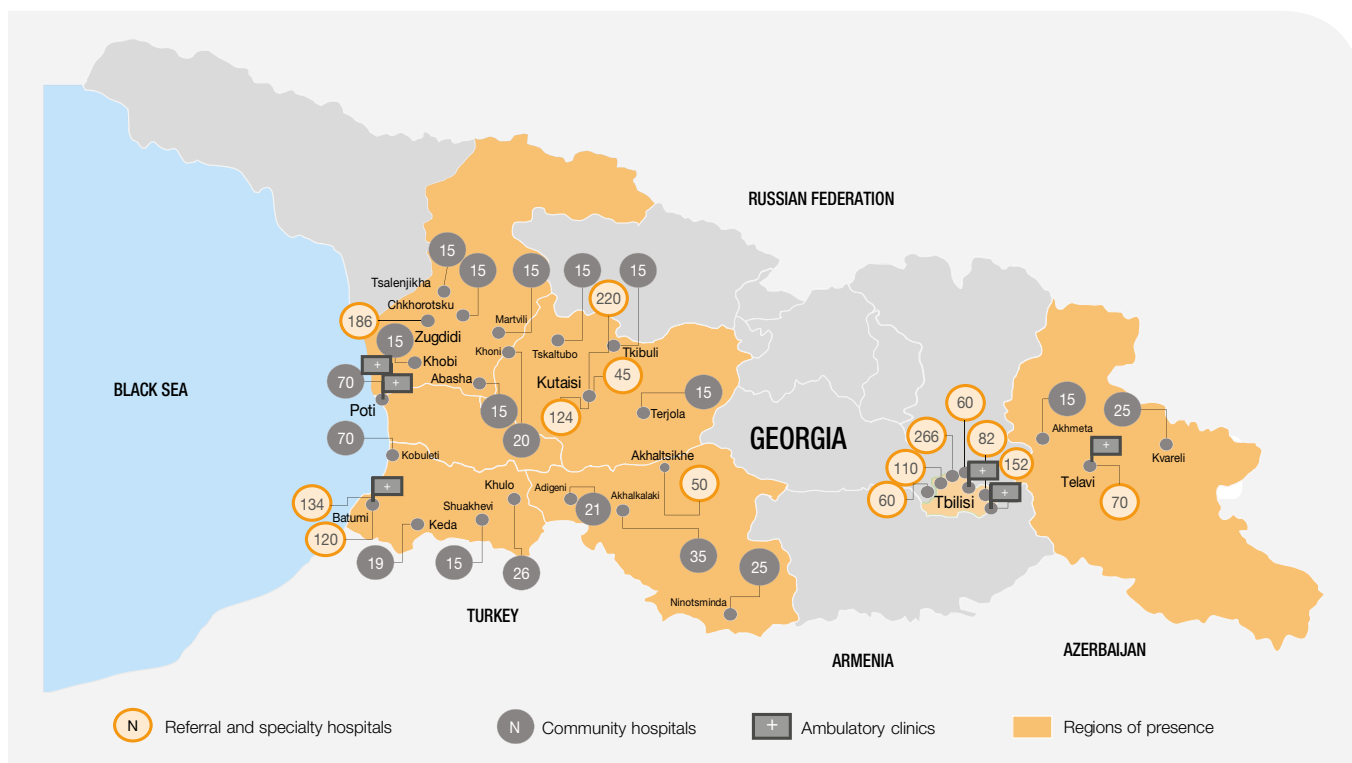 RUSSIAN FEDERATION
15
15
15
15
15
220
Tsalenjikha
Chkhorotsku
186
Martvili
15
Zugdidi
Khoni
Tskaltubo
Tkibuli
Khobi
45
Abasha
Kutaisi
70
15
BLACK SEA
Poti
15
124
Terjola
60
15
25
70
20
GEORGIA
266
82
Akhmeta
Kobuleti
Akhaltsikhe
110
152
Kvareli
Khulo
Adigeni
50
60
Tbilisi
Telavi
70
134
Batumi
Shuakhevi
21
Akhalkalaki
Keda
120
19
15
26
35
25
Ninotsminda
TURKEY
ARMENIA
AZERBAIJAN
N Referral and specialty hospitals
N Community hospitals
+ Ambulatory clinics
Regions of presence